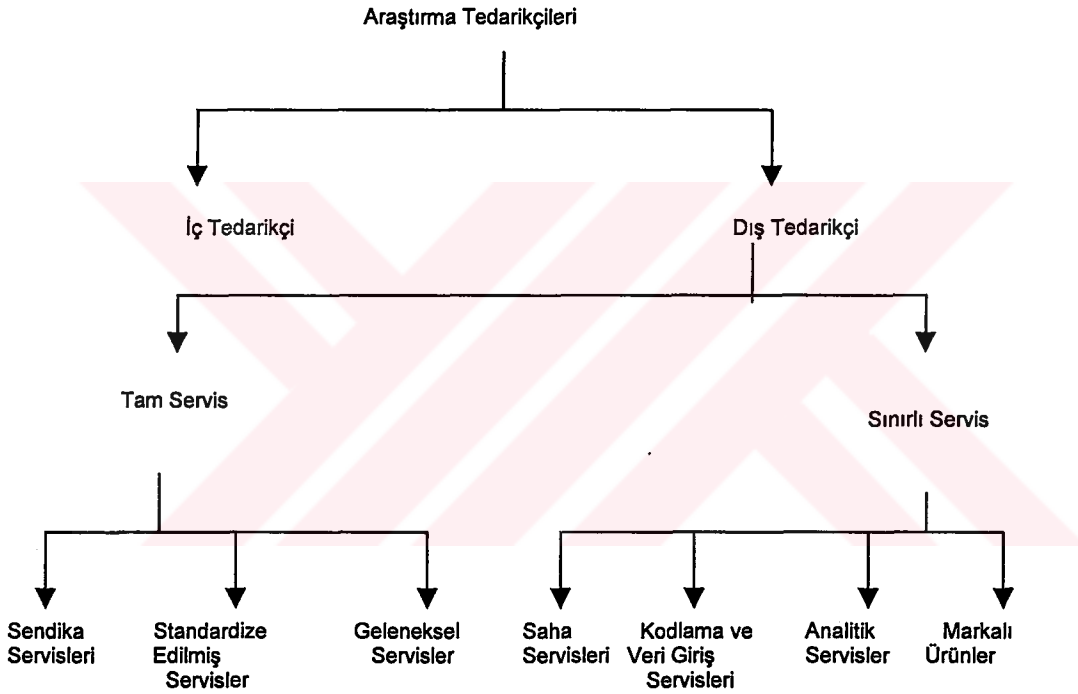 Araştırma Tedarikçileri
İç Tedarikçi
Dış Tedarikçi
Tam Servis
Sınırlı Servis
Sendika
Servisleri
Standardize
Edilmiş
Servisler
Geleneksel
Servisler
Saha
Servisleri
Kodlama ve
Veri Giriş
Servisleri
Analitik
Servisler
Markalı
Ürünler